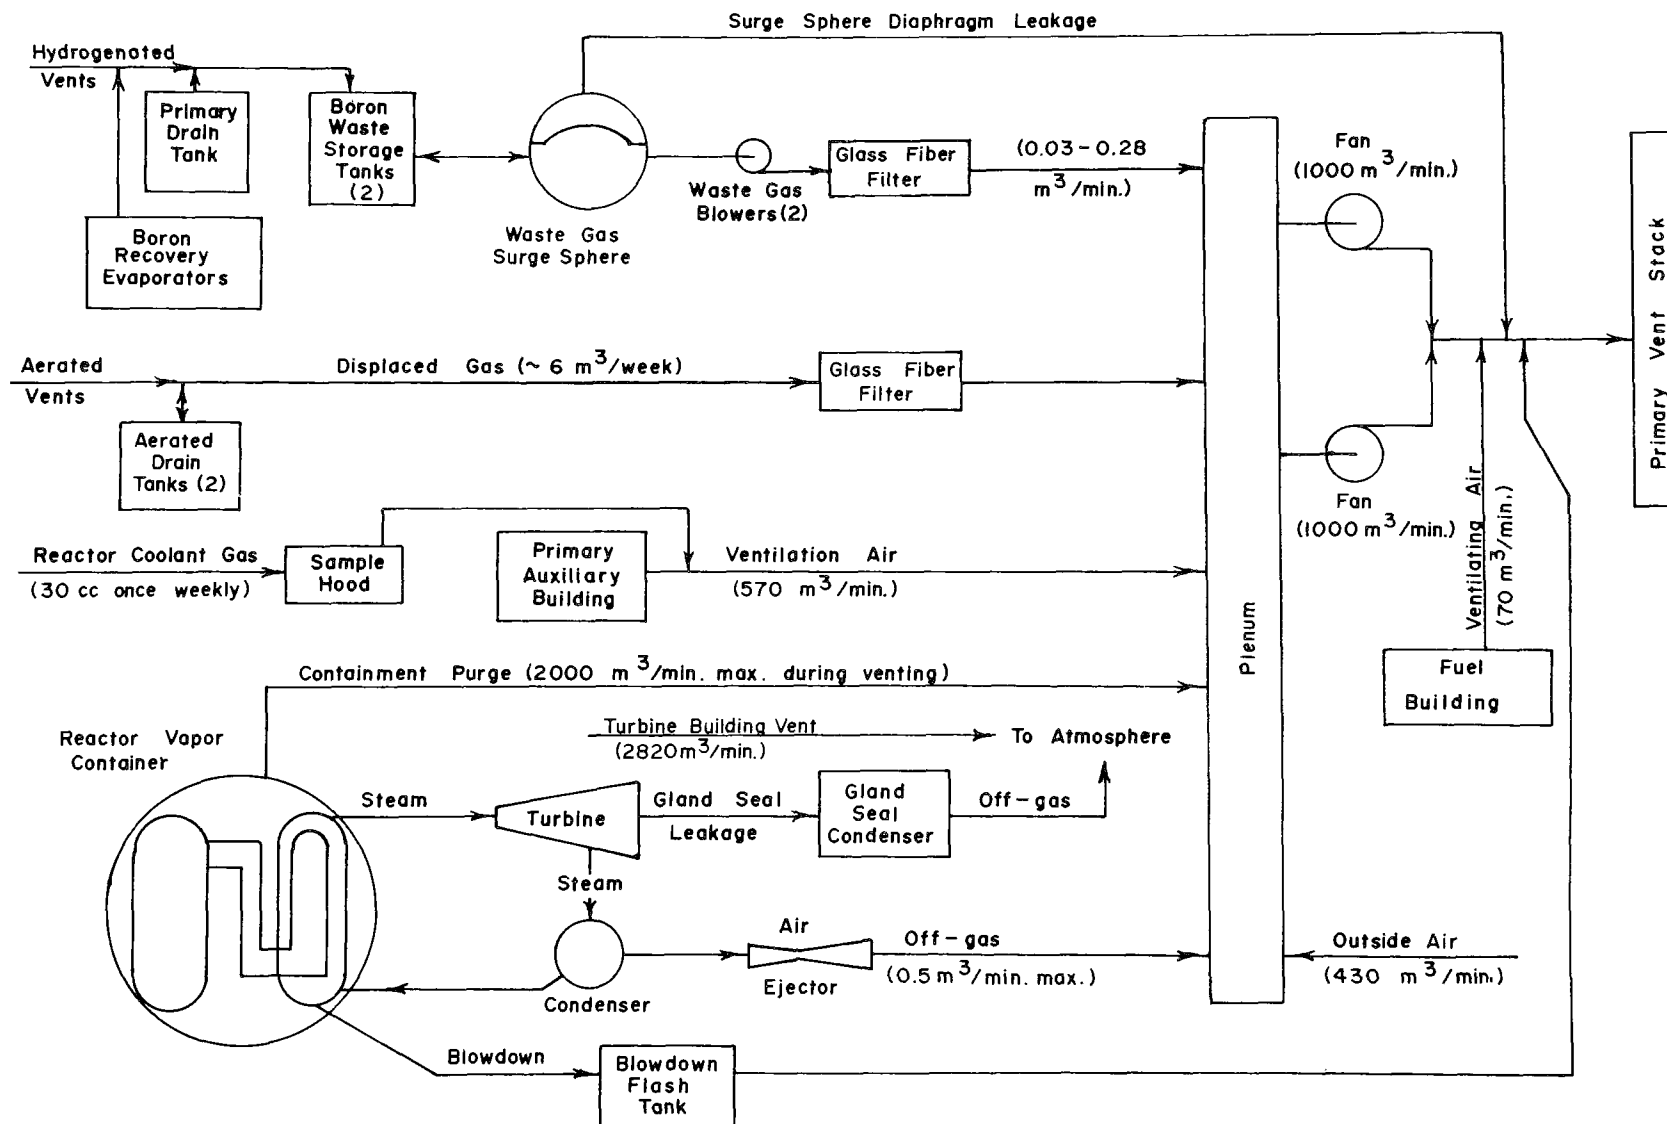 Surge Sphere Diaphragm Leakage
Hydrogenated
Vents
Primary
Drain
Tank
Boron
Waste
Storage
Tanks
(2)
Boron
Recovery
Evaporators
Waste Gas
Surge Sphere
Waste Gas
Blowers (2)
Glass Fiber
Filter
(0.03-0.28
m³/min.)
Fan
(1000 m³/min.)
Primary Vent Stack
Aerated
Vents
Displaced Gas (~ 6 m³/week)
Glass Fiber
Filter
Aerated
Drain
Tanks (2)
Fan
(1000 m³/min.)
Ventilating Air
(70 m³/min.)
Reactor Coolant Gas
(30 cc once weekly)
Sample
Hood
Primary
Auxiliary
Building
Ventilation Air
(570 m³/min.)
Plenum
Fuel
Building
Containment Purge (2000 m³/min. max. during venting)
Turbine Building Vent
(2820 m³/min.)
To Atmosphere
Reactor Vapor
Container
Steam
Turbine
Gland Seal
Leakage
Gland
Seal
Condenser
Off-gas
Steam
Condenser
Air
Ejector
Off-gas
(0.5 m³/min. max.)
Outside Air
(430 m³/min.)
Blowdown
Blowdown
Flash
Tank